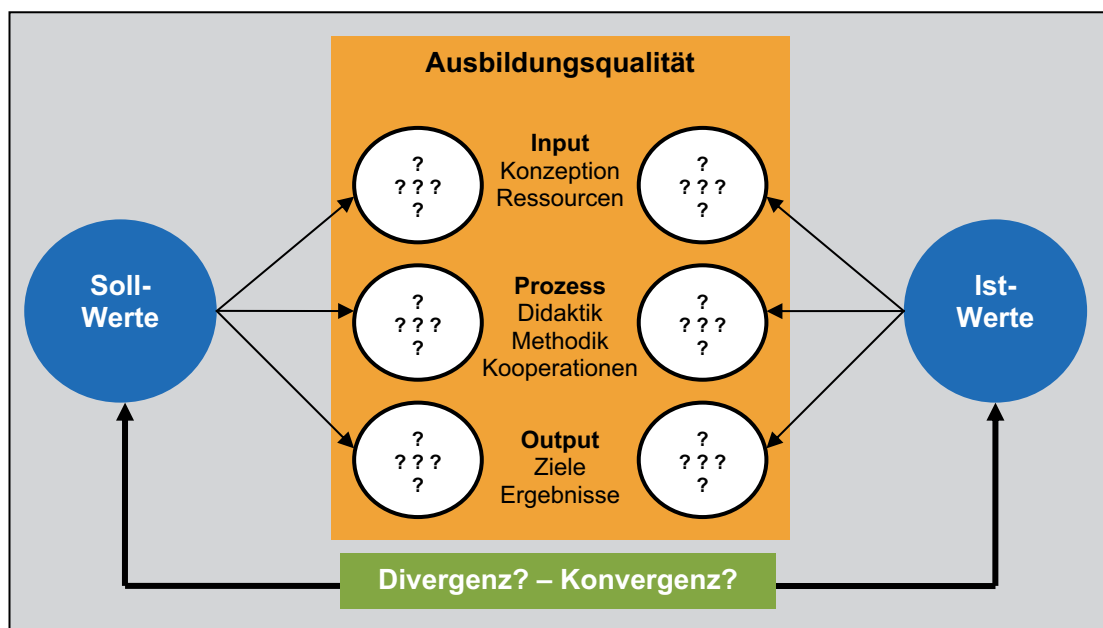 Ausbildungsqualität
?
? ? ?
?
Input
Konzeption
Ressourcen
?
? ? ?
?
Soll-
Werte
?
? ? ?
?
Prozess
Didaktik
Methodik
Kooperationen
?
? ? ?
?
Ist-
Werte
?
? ? ?
?
Output
Ziele
Ergebnisse
?
? ? ?
?
Divergenz? – Konvergenz?